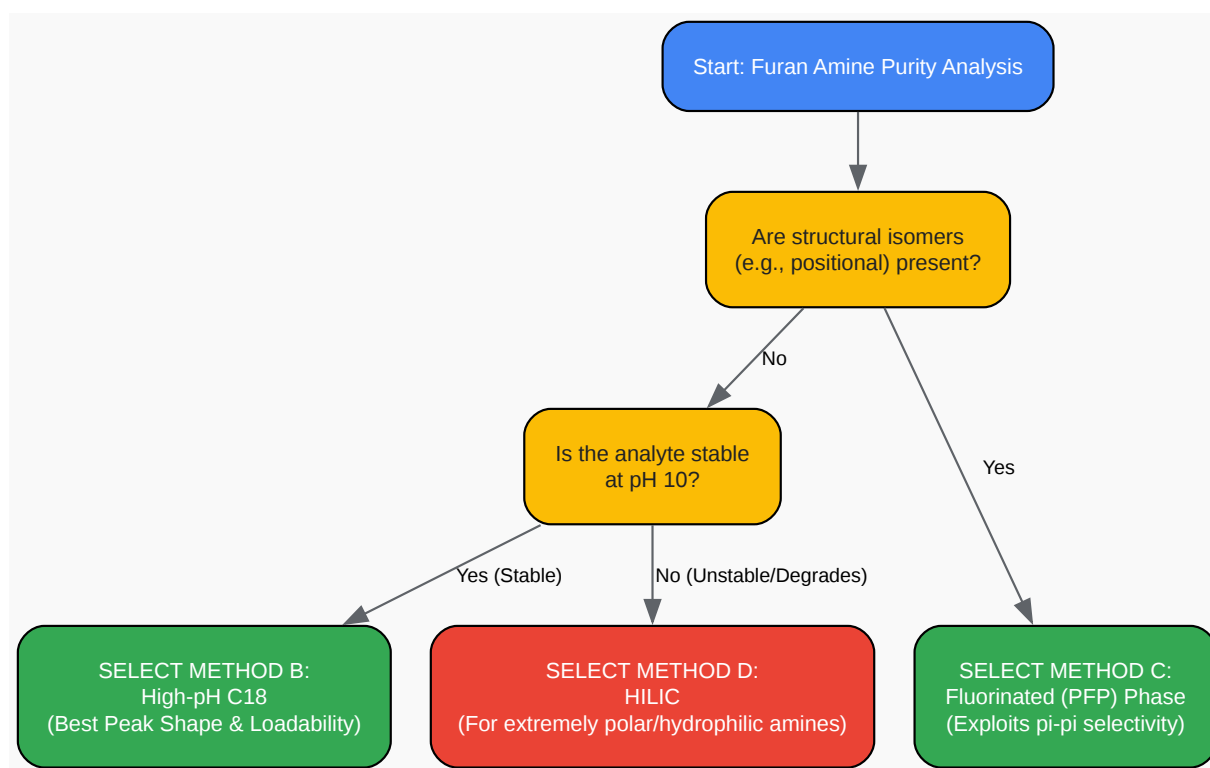 Start: Furan Amine Purity Analysis
Are structural isomers
(e.g., positional) present?
No
Yes
Is the analyte stable
at pH 10?
Yes (Stable)
No (Unstable/Degrades)
SELECT METHOD B:
High-pH C18
(Best Peak Shape & Loadability)
SELECT METHOD D:
HILIC
(For extremely polar/hydrophilic amines)
SELECT METHOD C:
Fluorinated (PFP) Phase
(Exploits pi-pi selectivity)